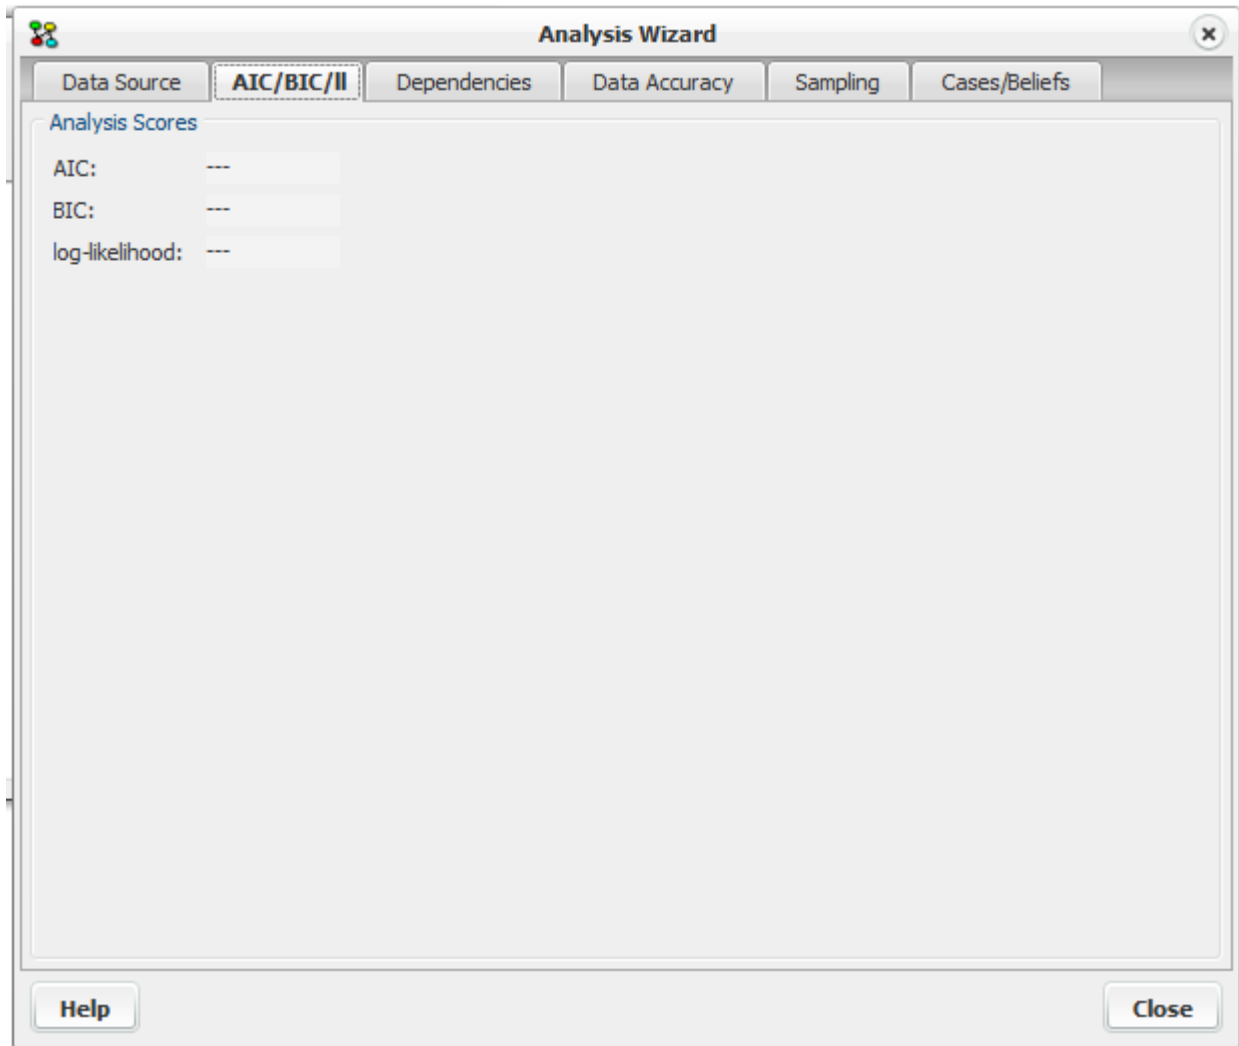 Analysis Wizard
Data Source AIC/BIC/ll Dependencies Data Accuracy Sampling Cases/Beliefs
Analysis Scores
AIC: ---
BIC: ---
log-likelihood: ---
Help Close